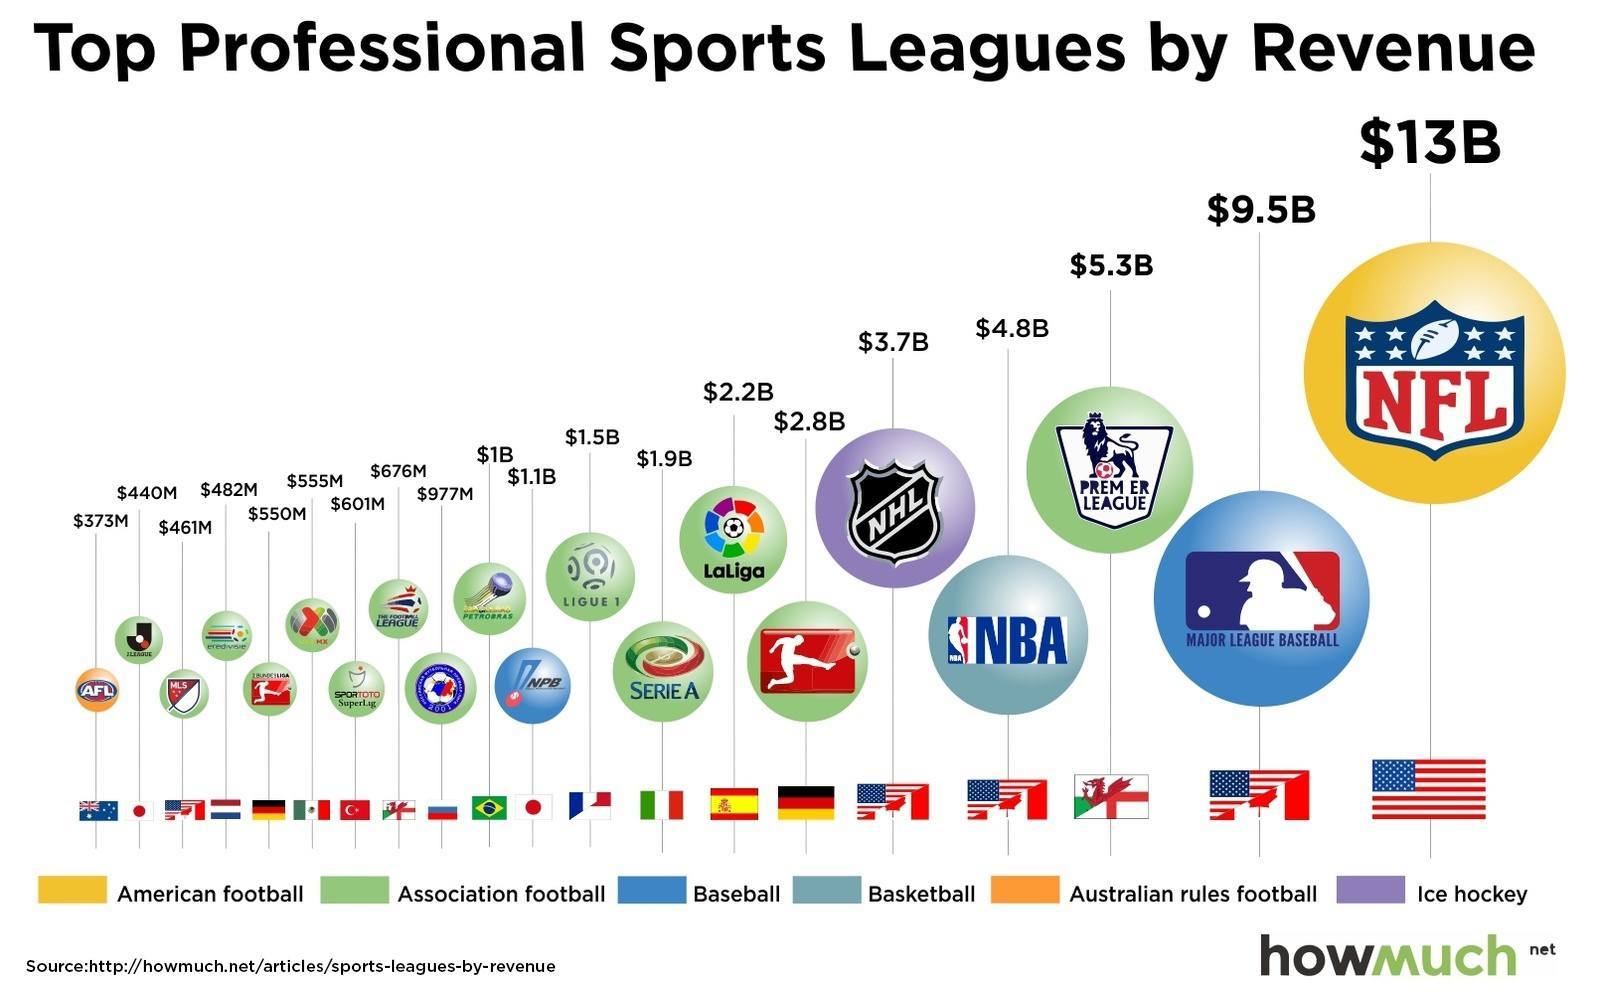 Top Professional Sports Leagues by Revenue
$13B
$9.5B
$5.3B
$4.8B
$3.7B
$2.2B
$2.8B
$1.5B
$1.9B
$1B
$1.1B
$676M
$977M
$555M
$601M
$482M
$550M
$440M
$461M
$373M
NFL
PREM ER
LEAGUE
NHL
LaLiga
LIGUE 1
NBA
NBA
MAJOR LEAGUE BASEBALL
SERIE A
PETROBRAS
NPB
THE FOOTBALL
LEAGUE
MX
eredivisie
J.LEAGUE
AFL
MLS
2.BUNDESLIGA
SPORTOTO
SuperLig
2001
American football
Association football
Baseball
Basketball
Australian rules football
Ice hockey
Source:http://howmuch.net/articles/sports-leagues-by-revenue
howmuch net